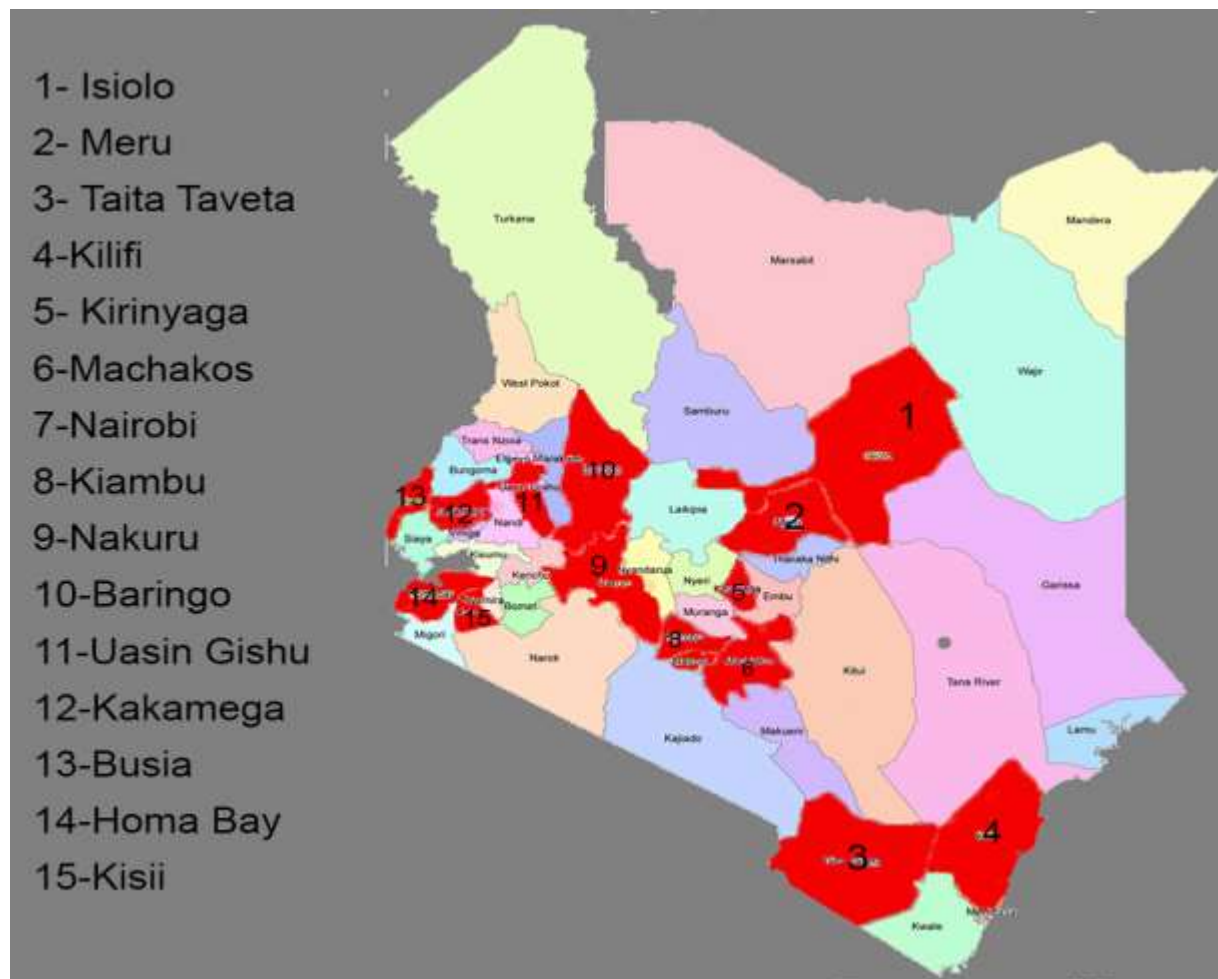 1- Isiolo
2- Meru
3- Taita Taveta
4-Kilifi
5- Kirinyaga
6-Machakos
7-Nairobi
8-Kiambu
9-Nakuru
10-Baringo
11-Uasin Gishu
12-Kakamega
13-Busia
14-Homa Bay
15-Kisii
Turkana
Mandera
Marsabit
Wajir
West Pokot
Samburu
1
Trans Nzoia
Elgeyo Marakwet
Bungoma
10
13
11
12
Laikipia
2
Nandi
Siaya
Kisumu
Tharaka Nithi
9
Nyandarua
Nyeri
Kericho
Garissa
5
Embu
14
Bomet
Muranga
15
Migori
8
Narok
6
Kitui
Tana River
Lamu
Kajiado
Makueni
4
3
Kwale